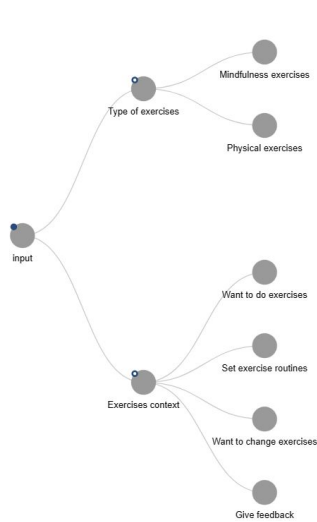 Mindfulness exercises
Type of exercises
Physical exercises
input
Want to do exercises
Set exercise routines
Exercises context
Want to change exercises
Give feedback